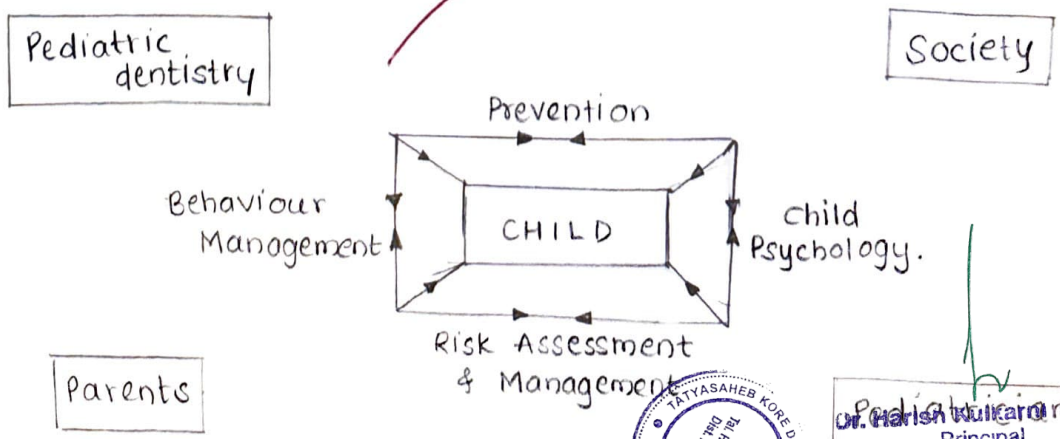 Pediatric
dentistry
Society
Prevention
Behaviour
Management
CHILD
Child
Psychology.
Risk Assessment
& Management
Parents
TATYASAHEB KORE D
Dr. Harish Kulkarni
Principal